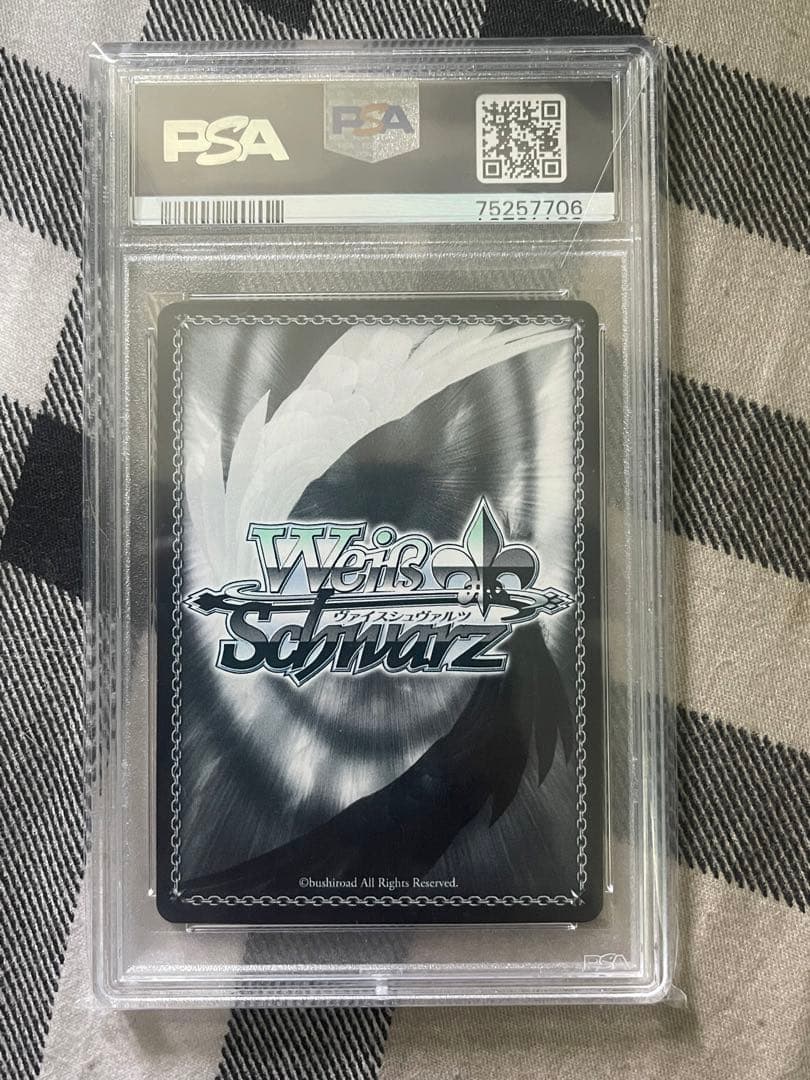 PSA
PSA
75257706
Weiß
ヴァイスシュヴァルツ
Schwarz
©bushiroad All Rights Reserved.
PSA